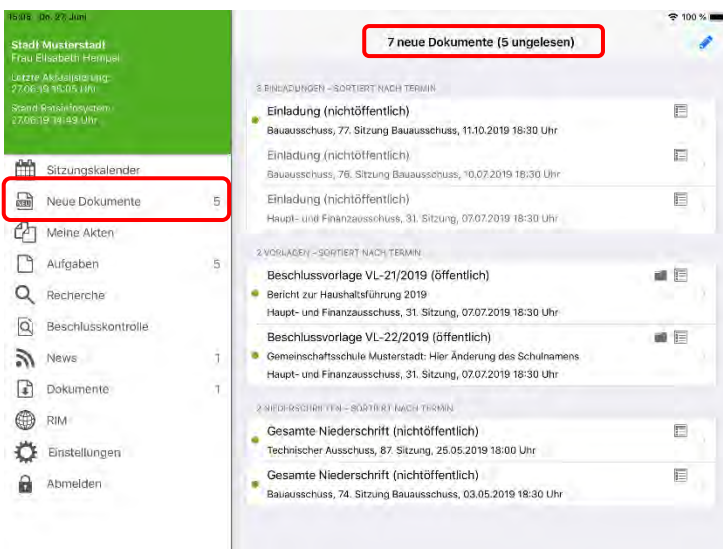 15:08 Do. 27. Juni
100 %
Stadt Musterstadt
Frau Elisabeth Hempel
Letzte Aktualisierung:
27.06.19 15:05 Uhr
Stand Ratsinfosystem:
27.06.19 14:49 Uhr
Sitzungskalender
Neue Dokumente 5
Meine Akten
Aufgaben 5
Recherche
Beschlusskontrolle
News 1
Dokumente 1
RIM
Einstellungen
Abmelden
7 neue Dokumente (5 ungelesen)
3 EINLADUNGEN – SORTIERT NACH TERMIN
Einladung (nichtöffentlich)
Bauausschuss, 77. Sitzung Bauausschuss, 11.10.2019 18:30 Uhr
Einladung (nichtöffentlich)
Bauausschuss, 76. Sitzung Bauausschuss, 10.07.2019 18:30 Uhr
Einladung (nichtöffentlich)
Haupt- und Finanzausschuss, 31. Sitzung, 07.07.2019 18:30 Uhr
2 VORLAGEN – SORTIERT NACH TERMIN
Beschlussvorlage VL-21/2019 (öffentlich)
Bericht zur Haushaltsführung 2019
Haupt- und Finanzausschuss, 31. Sitzung, 07.07.2019 18:30 Uhr
Beschlussvorlage VL-22/2019 (öffentlich)
Gemeinschaftsschule Musterstadt: Hier Änderung des Schulnamens
Haupt- und Finanzausschuss, 31. Sitzung, 07.07.2019 18:30 Uhr
2 NIEDERSCHRIFTEN – SORTIERT NACH TERMIN
Gesamte Niederschrift (nichtöffentlich)
Technischer Ausschuss, 87. Sitzung, 25.05.2019 18:00 Uhr
Gesamte Niederschrift (nichtöffentlich)
Bauausschuss, 74. Sitzung Bauausschuss, 03.05.2019 18:30 Uhr